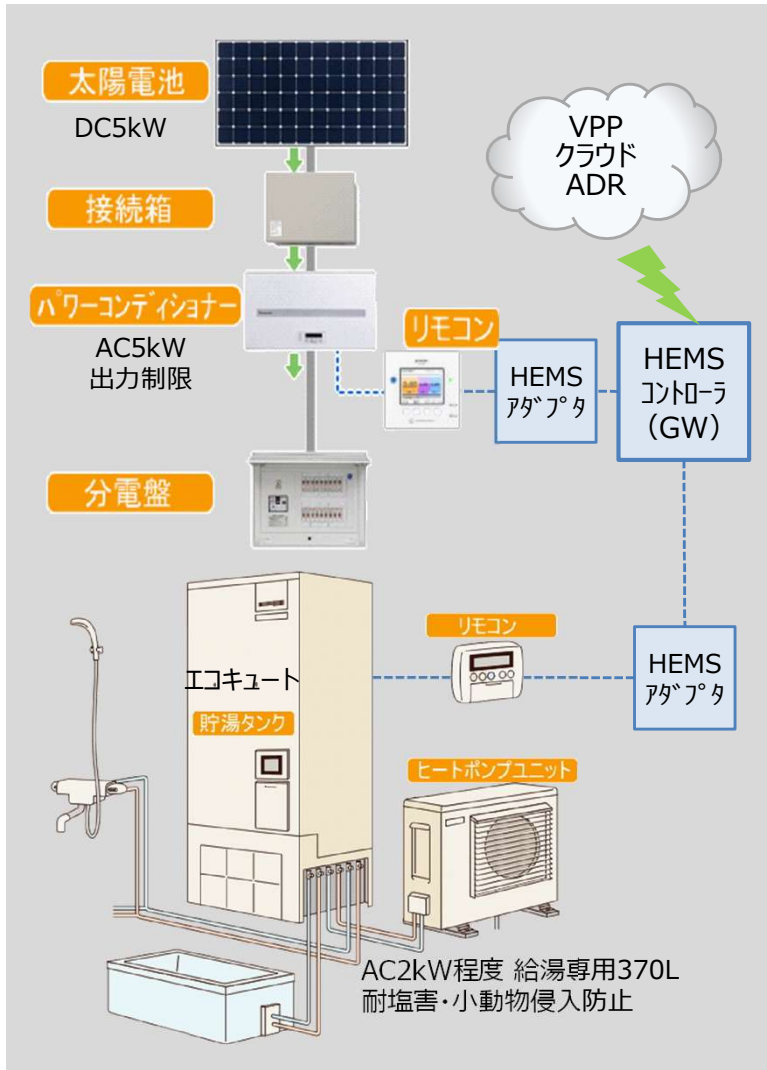 太陽電池
DC5kW
接続箱
パワーコンディショナー
AC5kW
出力制限
分電盤
リモコン
HEMS
アダプタ
HEMS
コントローラ
(GW)
VPP
クラウド
ADR
リモコン
HEMS
アダプタ
エコキュート
貯湯タンク
ヒートポンプユニット
AC2kW程度 給湯専用370L
耐塩害・小動物侵入防止